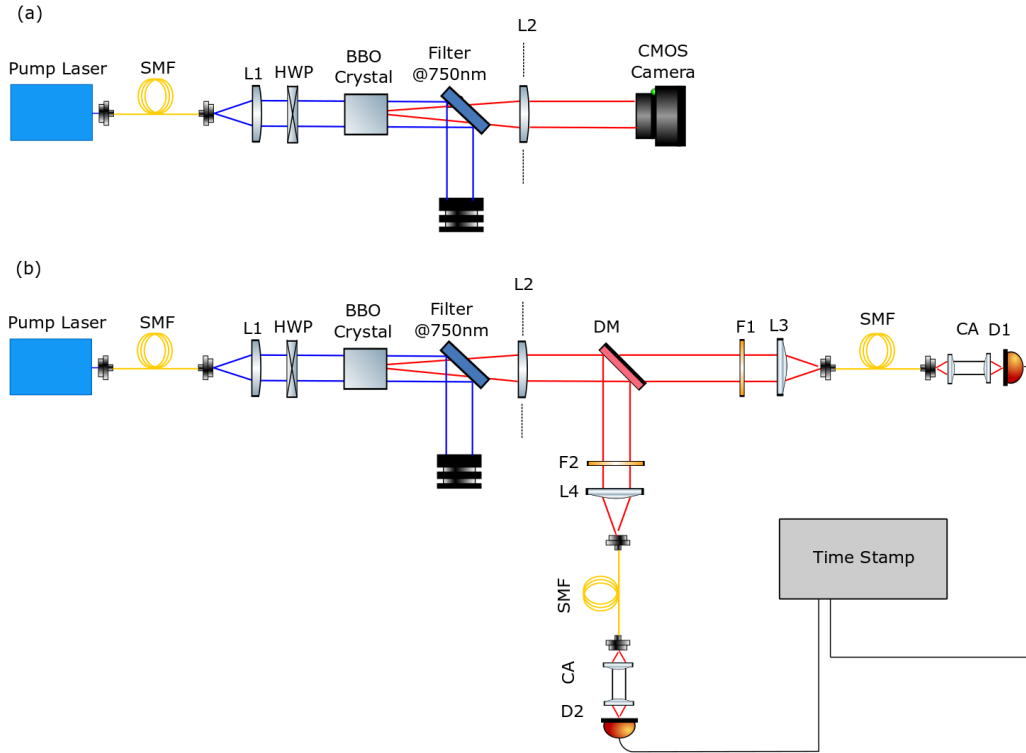 (a)
Pump Laser
SMF
L1
HWP
BBO
Crystal
Filter
@750nm
L2
CMOS
Camera
(b)
Pump Laser
SMF
L1
HWP
BBO
Crystal
Filter
@750nm
L2
DM
F1
L3
SMF
CA
D1
F2
L4
SMF
CA
D2
Time Stamp